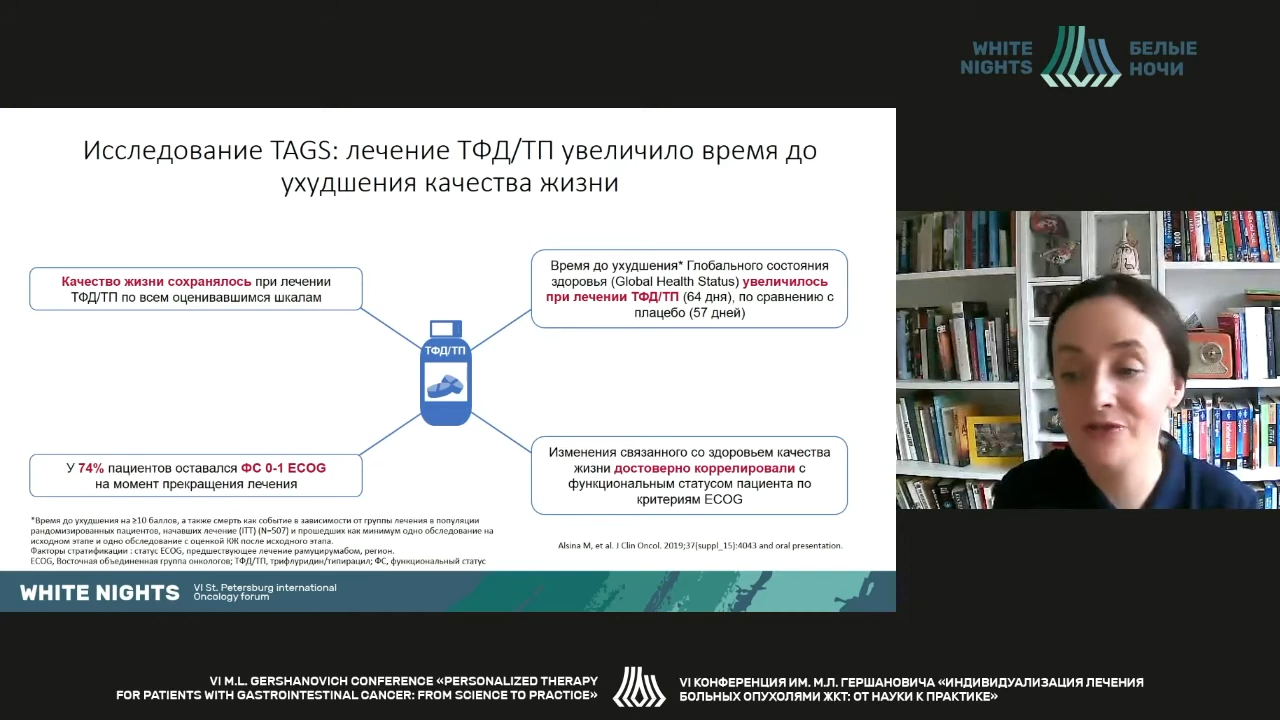 WHITE
NIGHTS
БЕЛЫЕ
НОЧИ
Исследование TAGS: лечение ТФД/ТП увеличило время до
ухудшения качества жизни
Качество жизни сохранялось при лечении
ТФД/ТП по всем оценивавшимся шкалам
Время до ухудшения* Глобального состояния
здоровья (Global Health Status) увеличилось
при лечении ТФД/ТП (64 дня), по сравнению с
плацебо (57 дней)
ТФД/ТП
У 74% пациентов оставался ФС 0-1 ECOG
на момент прекращения лечения
Изменения связанного со здоровьем качества
жизни достоверно коррелировали с
функциональным статусом пациента по
критериям ECOG
*Время до ухудшения на ≥10 баллов, а также смерть как событие в зависимости от группы лечения в популяции
рандомизированных пациентов, начавших лечение (ITT) (N=507) и прошедших как минимум одно обследование на
исходном этапе и одно обследование с оценкой КЖ после исходного этапа.
Факторы стратификации : статус ECOG, предшествующее лечение рамуцирумабом, регион.
ECOG, Восточная объединенная группа онкологов; ТФД/ТП, трифлуридин/типирацил; ФС, функциональный статус
Alsina M, et al. J Clin Oncol. 2019;37(suppl_15):4043 and oral presentation.
WHITE NIGHTS
VI St. Petersburg international
Oncology forum
VI M.L. GERSHANOVICH CONFERENCE «PERSONALIZED THERAPY
FOR PATIENTS WITH GASTROINTESTINAL CANCER: FROM SCIENCE TO PRACTICE»
VI КОНФЕРЕНЦИЯ ИМ. М.Л. ГЕРШАНОВИЧА «ИНДИВИДУАЛИЗАЦИЯ ЛЕЧЕНИЯ
БОЛЬНЫХ ОПУХОЛЯМИ ЖКТ: ОТ НАУКИ К ПРАКТИКЕ»